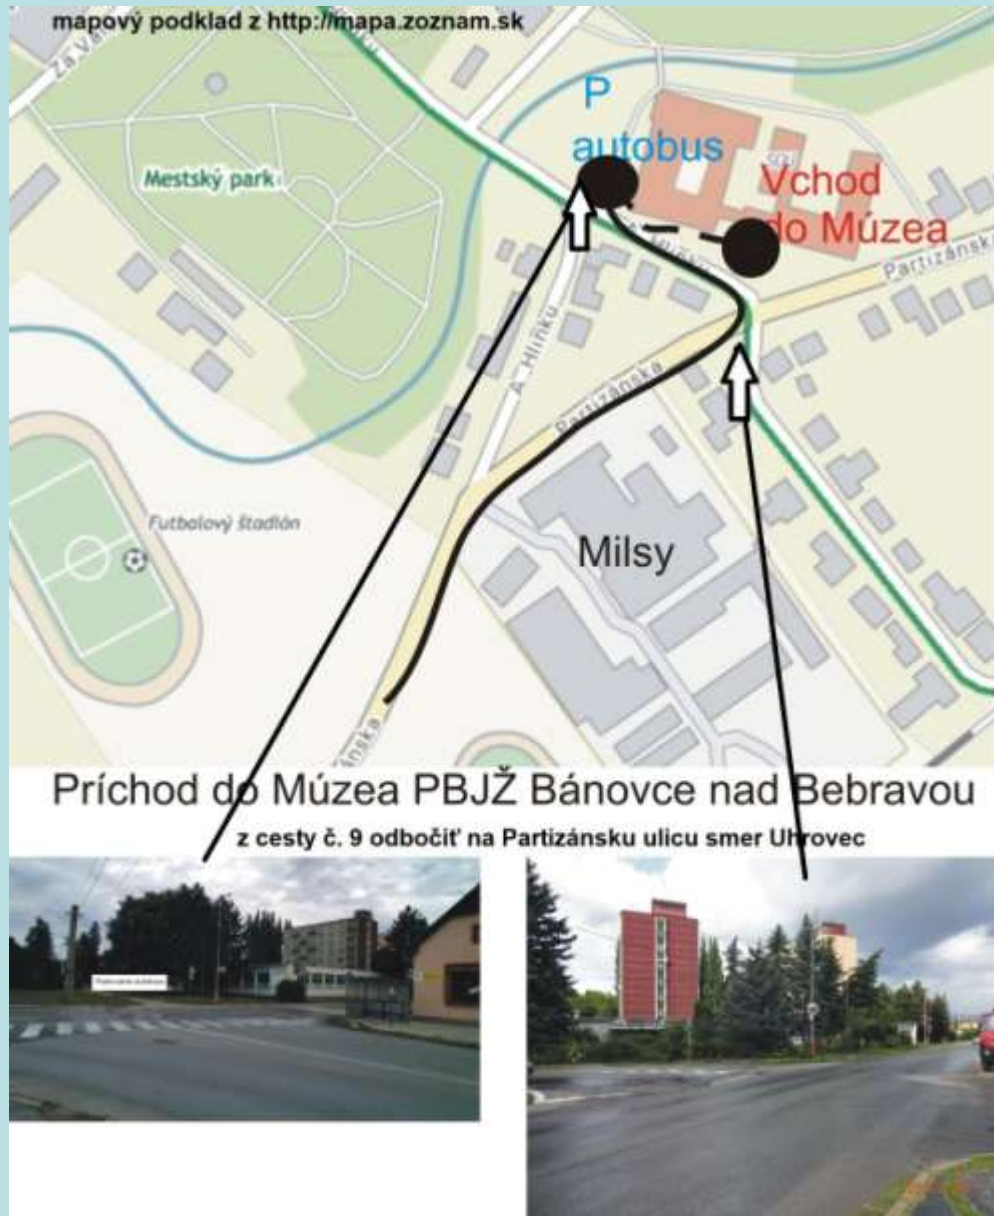 mapový podklad z http://mapa.zoznam.sk
P
autobus
SOU
Mestský park
Vchod
do Múzea
Partizánska
A. Hlinku
Partizánska
Futbalový štadión
Milsy
Príchod do Múzea PBJŽ Bánovce nad Bebravou
z cesty č. 9 odbočiť na Partizánsku ulicu smer Uhrovec